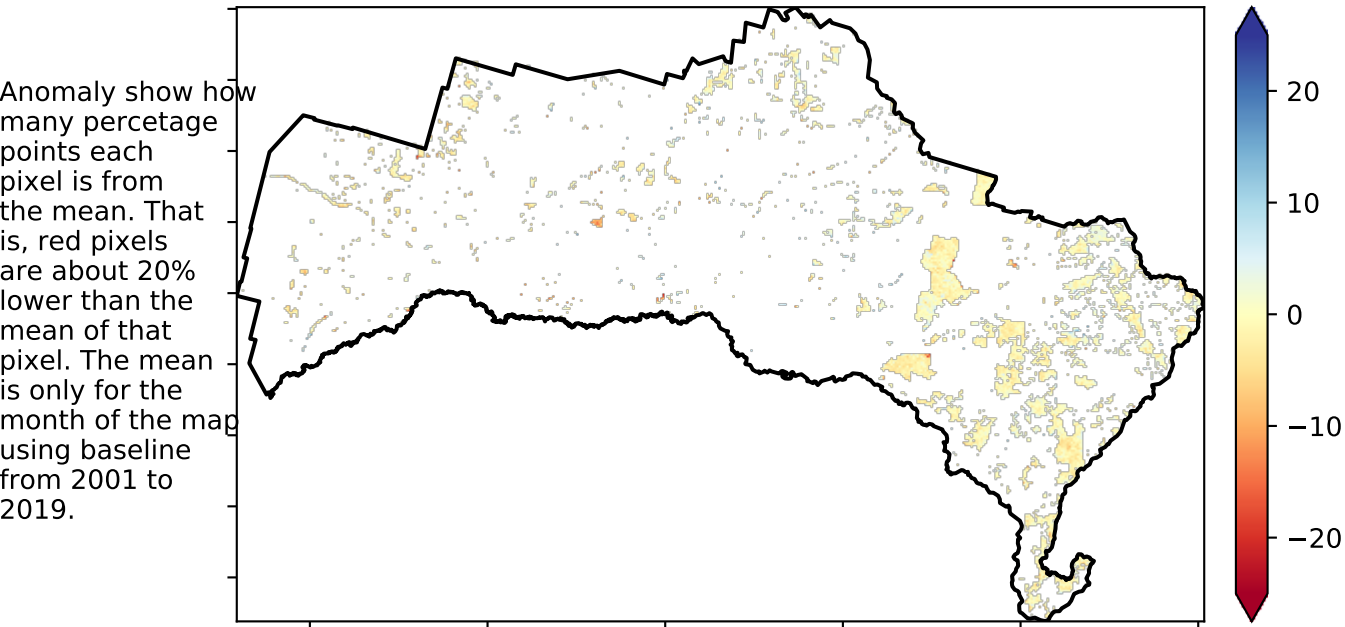 Anomaly show how
many percetage
points each
pixel is from
the mean. That
is, red pixels
are about 20%
lower than the
mean of that
pixel. The mean
is only for the
month of the map
using baseline
from 2001 to
2019.
20
10
0
−10
−20